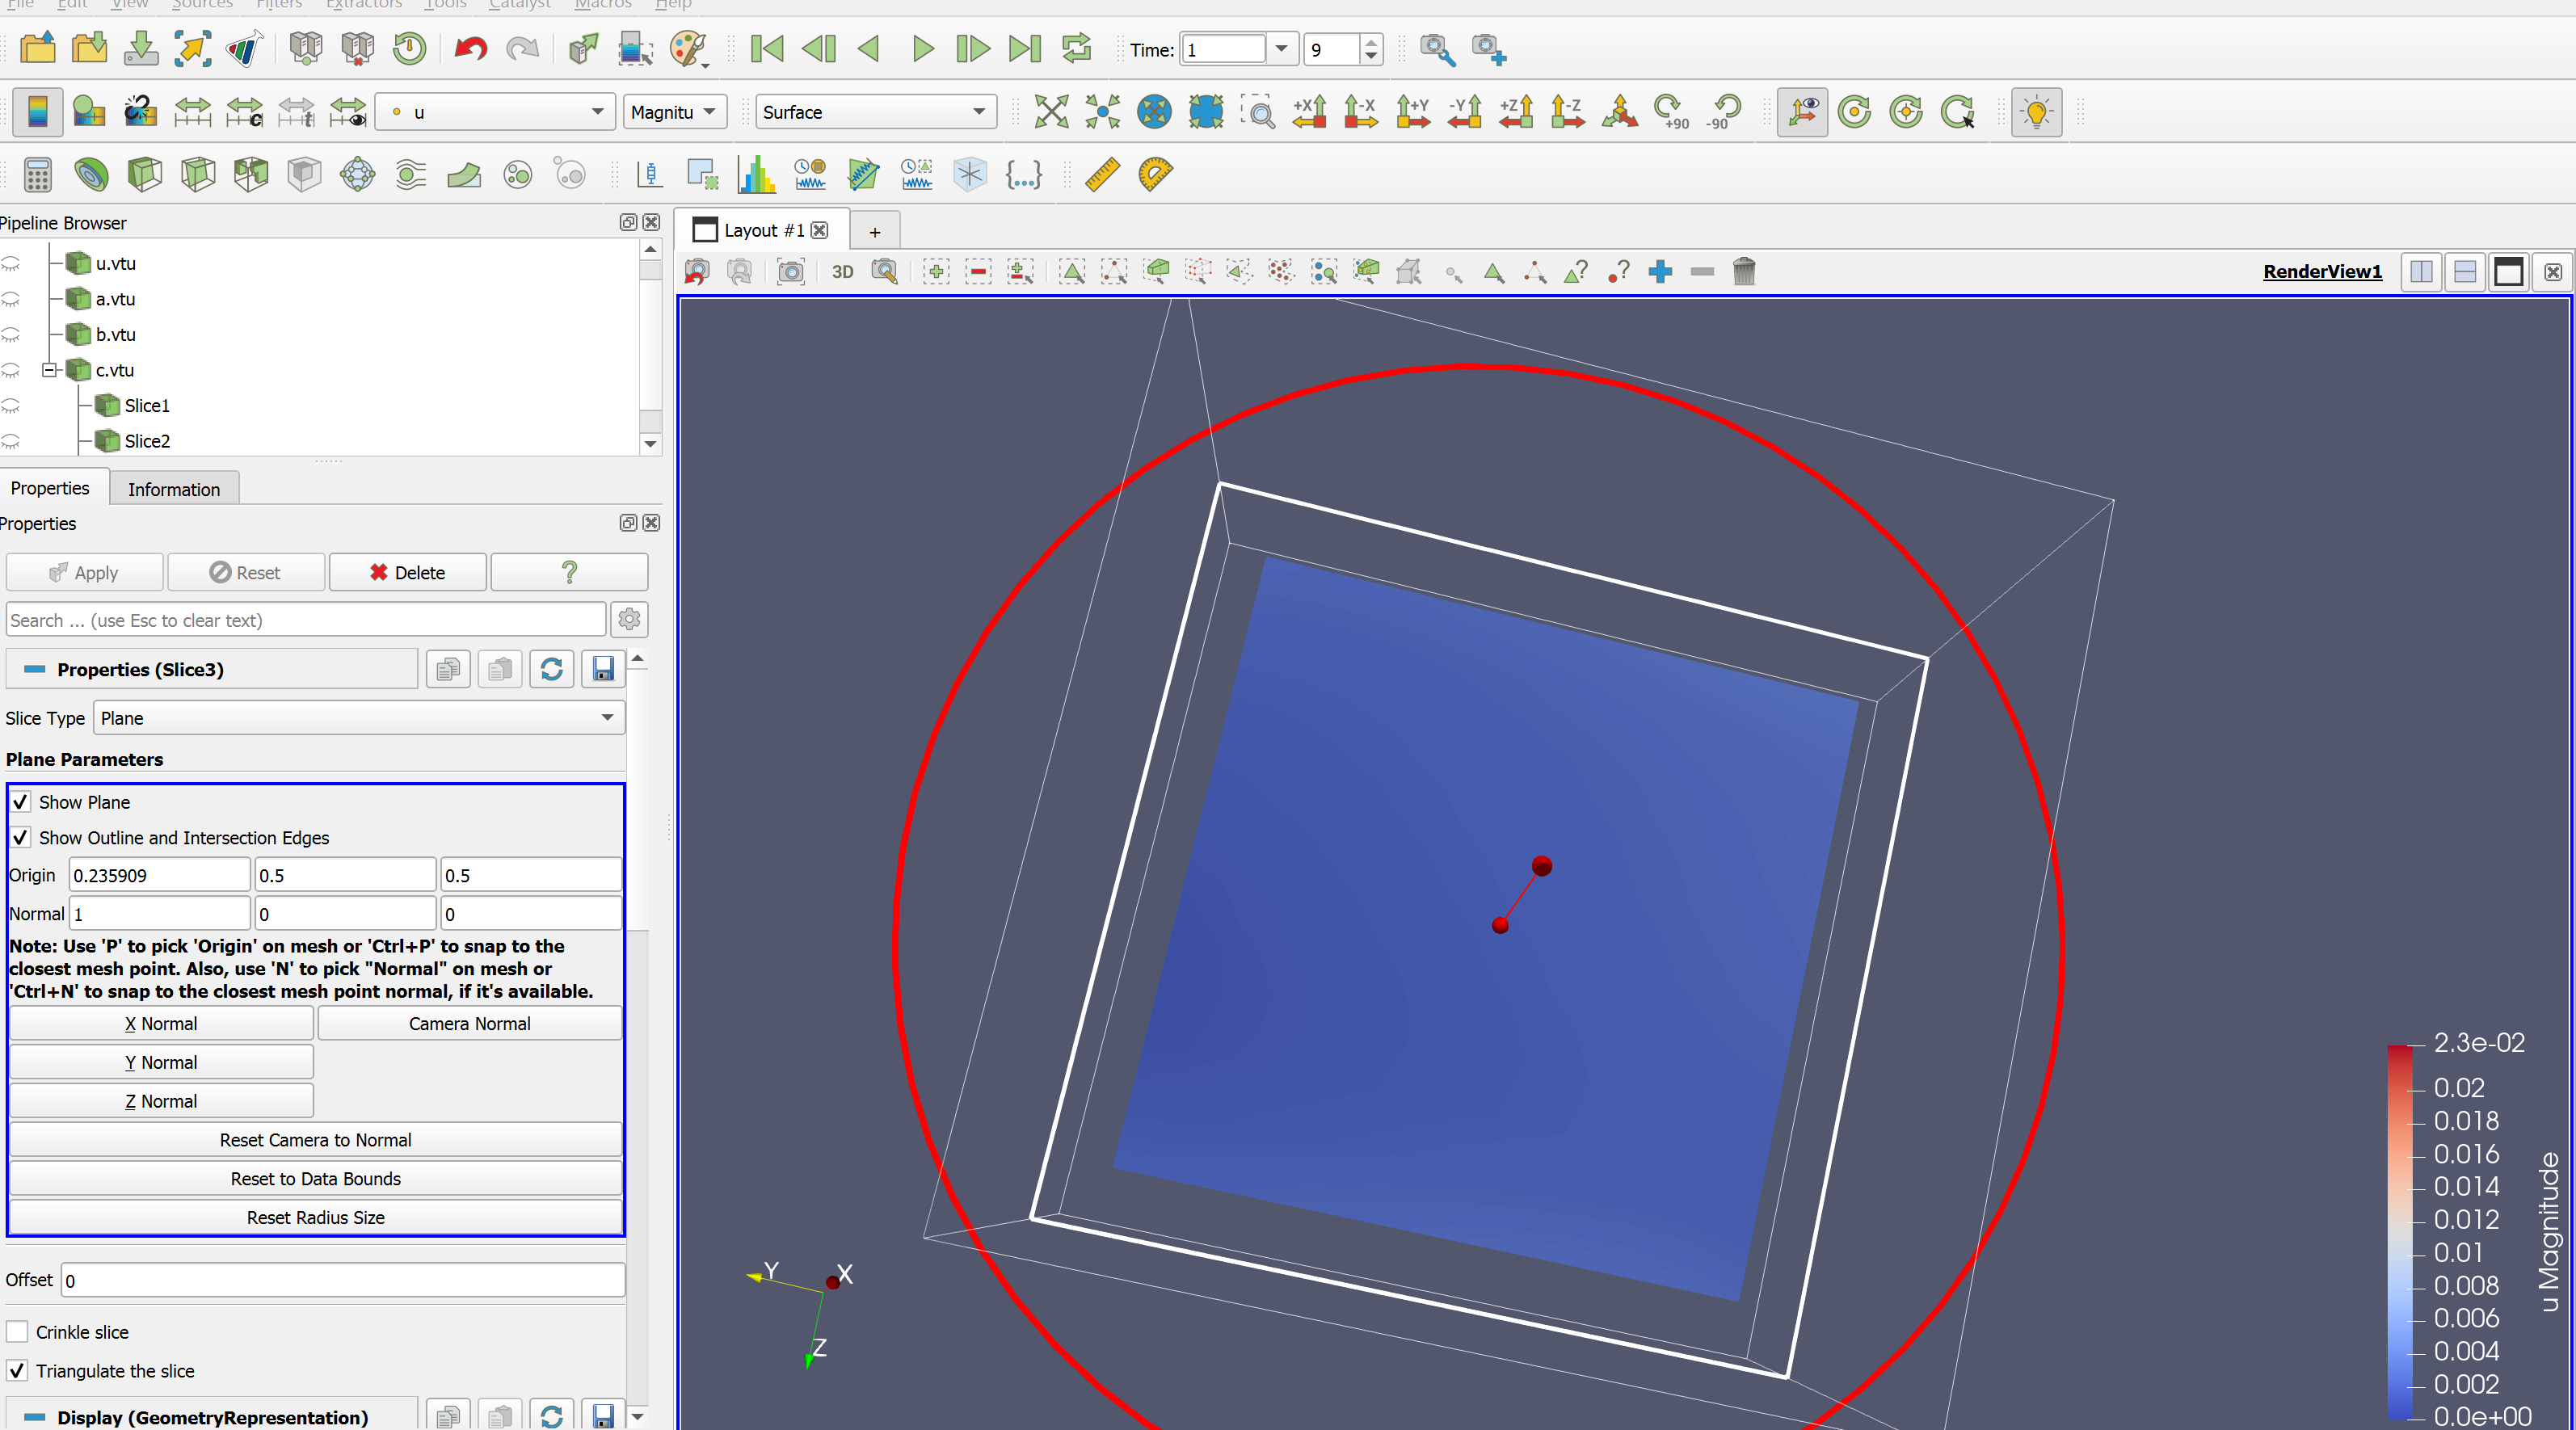 File Edit View Sources Filters Extractors Tools Catalyst Macros Help
Time: 1 9
u Magnitu Surface +X -X +Y -Y +Z -Z +90 -90
Pipeline Browser
Layout #1 +
u.vtu
3D RenderView1
a.vtu
b.vtu
c.vtu
Slice1
Slice2
Properties Information
Properties
Apply Reset Delete ?
Search ... (use Esc to clear text)
Properties (Slice3)
Slice Type Plane
Plane Parameters
Show Plane
Show Outline and Intersection Edges
Origin 0.235909 0.5 0.5
Normal 1 0 0
Note: Use 'P' to pick 'Origin' on mesh or 'Ctrl+P' to snap to the
closest mesh point. Also, use 'N' to pick "Normal" on mesh or
'Ctrl+N' to snap to the closest mesh point normal, if it's available.
X Normal Camera Normal
Y Normal
Z Normal
Reset Camera to Normal
Reset to Data Bounds
Reset Radius Size
Offset 0
Crinkle slice
Triangulate the slice
Display (GeometryRepresentation)
Y X
Z
2.3e-02
0.02
0.018
0.016
0.014
0.012
0.01
0.008
0.006
0.004
0.002
0.0e+00
u Magnitude